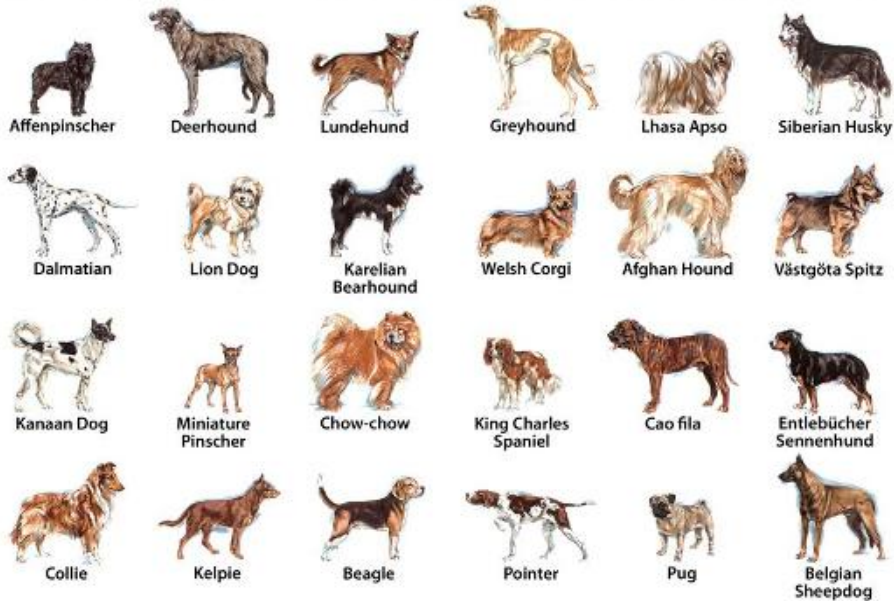 Affenpinscher
Deerhound
Lundehund
Greyhound
Lhasa Apso
Siberian Husky
Dalmatian
Lion Dog
Karelian
Bearhound
Welsh Corgi
Afghan Hound
Västgöta Spitz
Kanaan Dog
Miniature
Pinscher
Chow-chow
King Charles
Spaniel
Cao fila
Entlebücher
Sennenhund
Collie
Kelpie
Beagle
Pointer
Pug
Belgian
Sheepdog